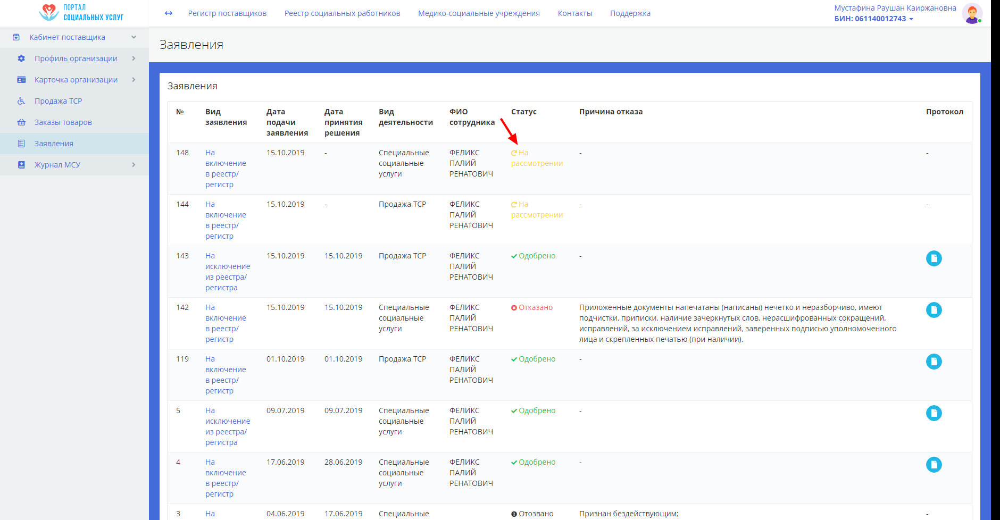 ПОРТАЛ
СОЦИАЛЬНЫХ УСЛУГ
Регистр поставщиков
Реестр социальных работников
Медико-социальные учреждения
Контакты
Поддержка
Мустафина Раушан Каиржановна
БИН: 061140012743
Кабинет поставщика
Профиль организации
Карточка организации
Продажа ТСР
Заказы товаров
Заявления
Журнал МСУ
Заявления
Заявления
№
Вид
заявления
Дата
подачи
заявления
Дата
принятия
решения
Вид
деятельности
ФИО
сотрудника
Статус
Причина отказа
Протокол
148
На
включение
в реестр/
регистр
15.10.2019
-
Специальные
социальные
услуги
ФЕЛИКС
ПАЛИЙ
РЕНАТОВИЧ
На
рассмотрении
-
-
144
На
включение
в реестр/
регистр
15.10.2019
-
Продажа ТСР
ФЕЛИКС
ПАЛИЙ
РЕНАТОВИЧ
На
рассмотрении
-
-
143
На
исключение
из реестра/
регистра
15.10.2019
15.10.2019
Продажа ТСР
ФЕЛИКС
ПАЛИЙ
РЕНАТОВИЧ
Одобрено
-
142
На
включение
в реестр/
регистр
15.10.2019
15.10.2019
Специальные
социальные
услуги
ФЕЛИКС
ПАЛИЙ
РЕНАТОВИЧ
Отказано
Приложенные документы напечатаны (написаны) нечетко и неразборчиво, имеют
подчистки, приписки, наличие зачеркнутых слов, нерасшифрованных сокращений,
исправлений, за исключением исправлений, заверенных подписью уполномоченного
лица и скрепленных печатью (при наличии).
119
На
включение
в реестр/
регистр
01.10.2019
01.10.2019
Продажа ТСР
ФЕЛИКС
ПАЛИЙ
РЕНАТОВИЧ
Одобрено
-
5
На
исключение
из реестра/
регистра
09.07.2019
09.07.2019
Специальные
социальные
услуги
ФЕЛИКС
ПАЛИЙ
РЕНАТОВИЧ
Одобрено
-
4
На
включение
в реестр/
регистр
17.06.2019
28.06.2019
Специальные
социальные
услуги
ФЕЛИКС
ПАЛИЙ
РЕНАТОВИЧ
Одобрено
-
3
На
04.06.2019
17.06.2019
Специальные
Отозвано
Признан бездействующим;
-